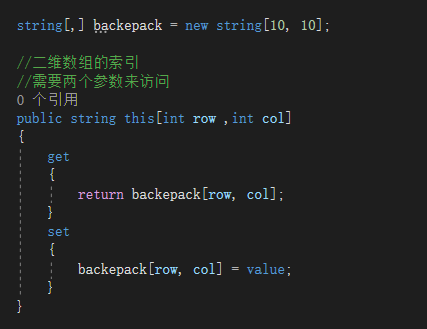 string[,] backepack = new string[10, 10];
//二维数组的索引
//需要两个参数来访问
0 个引用
public string this[int row ,int col]
{
get
{
return backepack[row, col];
}
set
{
backepack[row, col] = value;
}
}